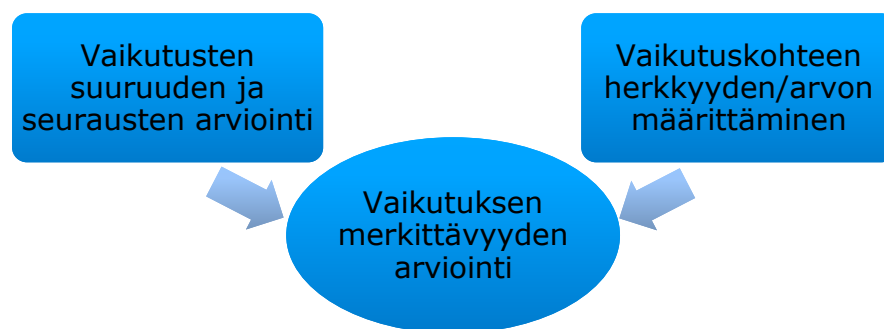 Vaikutusten
suuruuden ja
seurausten arviointi
Vaikutuskohteen
herkkyyden/arvon
määrittäminen
Vaikutuksen
merkittävyyden
arviointi